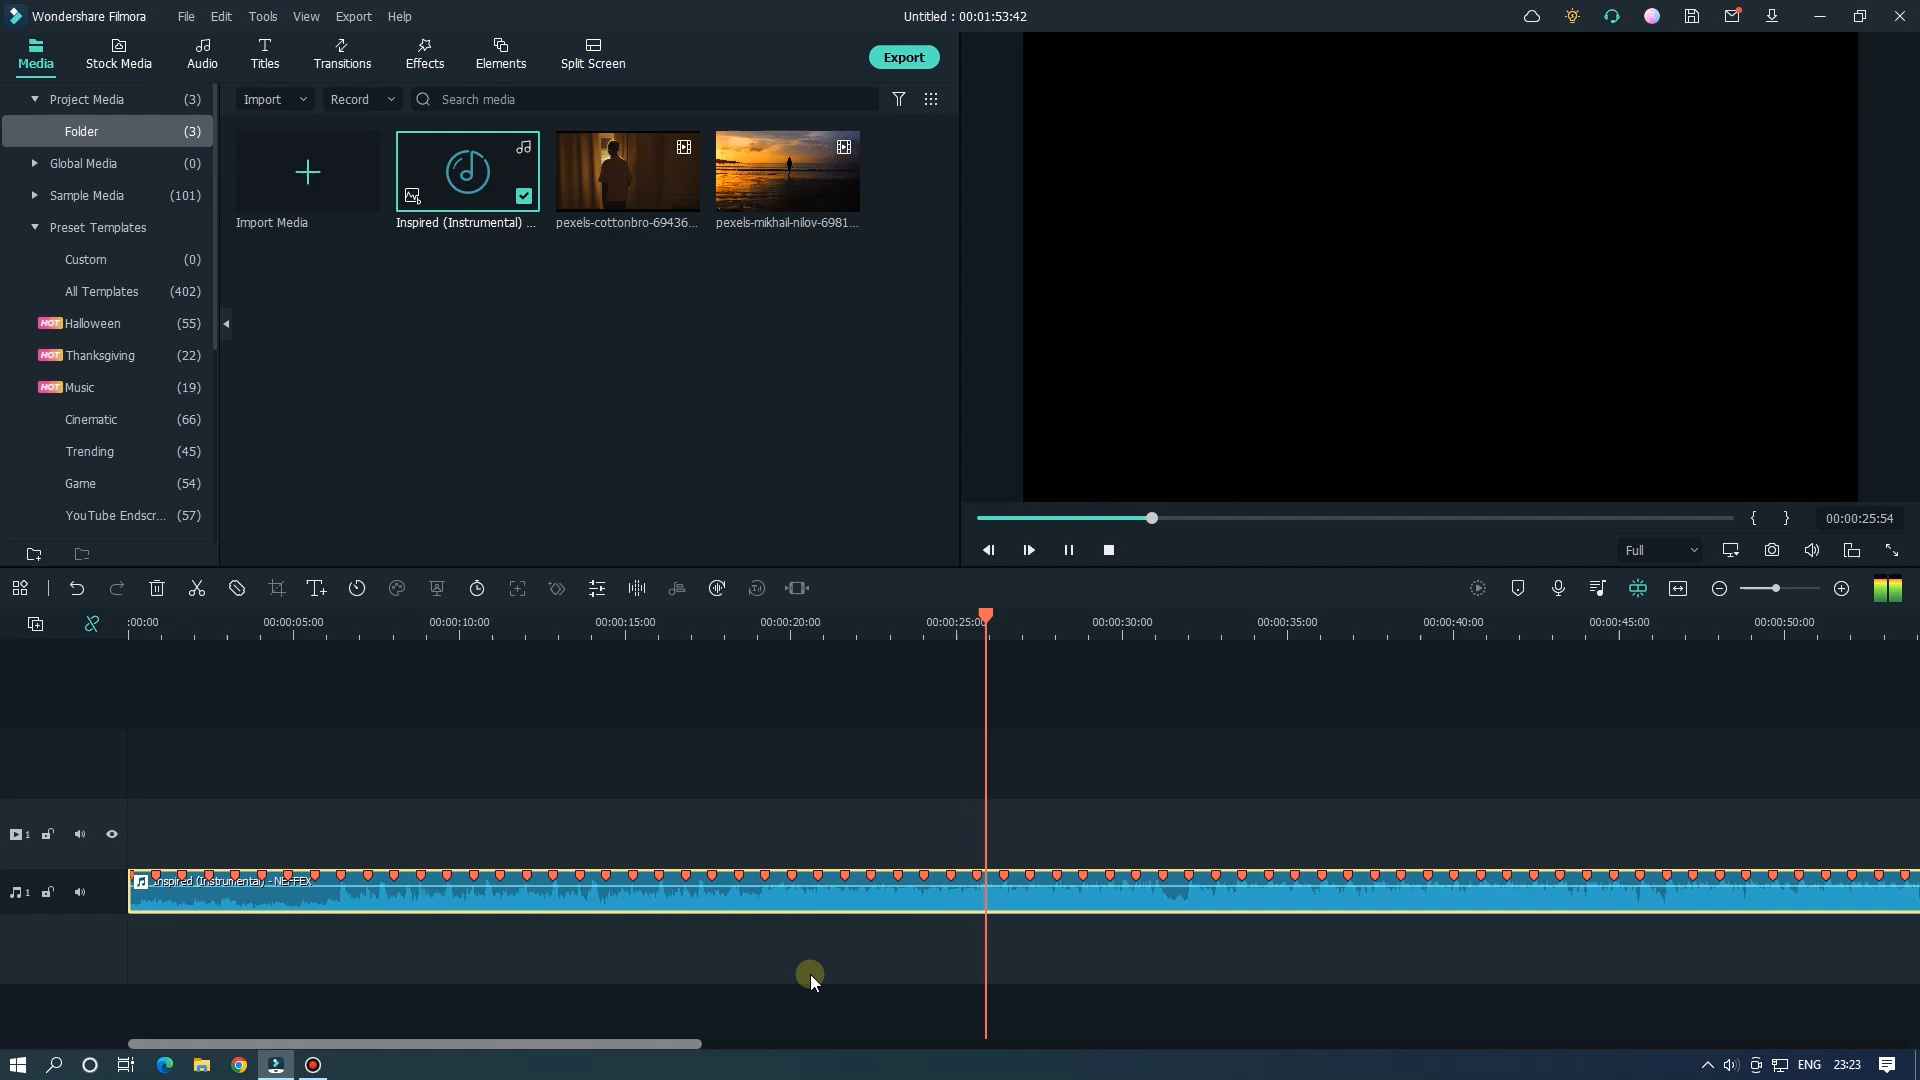 Wondershare Filmora File Edit Tools View Export Help Untitled : 00:01:53:42
Media Stock Media Audio Titles Transitions Effects Elements Split Screen Export
Project Media (3)
Folder (3)
Global Media (0)
Sample Media (101)
Preset Templates
Custom (0)
All Templates (402)
HOT Halloween (55)
HOT Thanksgiving (22)
HOT Music (19)
Cinematic (66)
Trending (45)
Game (54)
YouTube Endscr... (57)
Import Record Search media
Import Media Inspired (Instrumental) ... pexels-cottonbro-69436... pexels-mikhail-nilov-6981...
{ } 00:00:25:54
Full
:00:00 00:00:05:00 00:00:10:00 00:00:15:00 00:00:20:00 00:00:25:00 00:00:30:00 00:00:35:00 00:00:40:00 00:00:45:00 00:00:50:00
1
1 Inspired (Instrumental) - NEFFEX
ENG 23:23